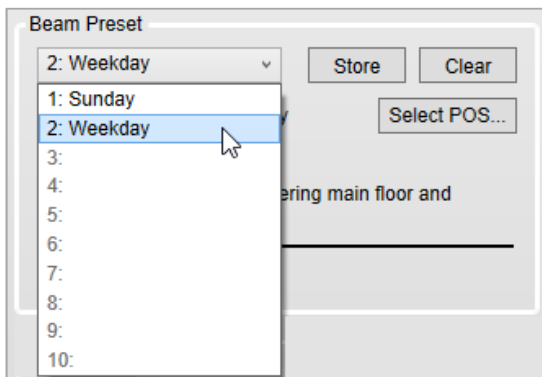 Beam Preset
2: Weekday
Store
Clear
1: Sunday
2: Weekday
Select POS...
3:
4:
ering main floor and
5:
6:
7:
8:
9:
10: